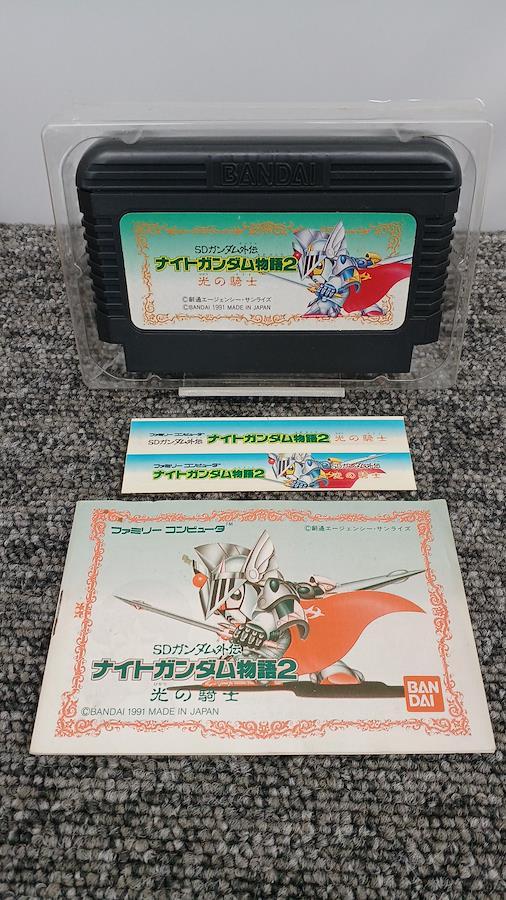 BANDAI
SDガンダム外伝
ナイトガンダム物語2
光の騎士
©創通エージェンシー・サンライズ
©BANDAI 1991 MADE IN JAPAN
ファミリー コンピュータ
SDガンダム外伝
ナイトガンダム物語2
光の騎士
ファミリー コンピュータ
SDガンダム外伝
ナイトガンダム物語2
光の騎士
ファミリー コンピュータ™
©創通エージェンシー・サンライズ
SDガンダム外伝
ナイトガンダム物語2
ひかり
光の騎士
BAN
DAI
©BANDAI 1991 MADE IN JAPAN